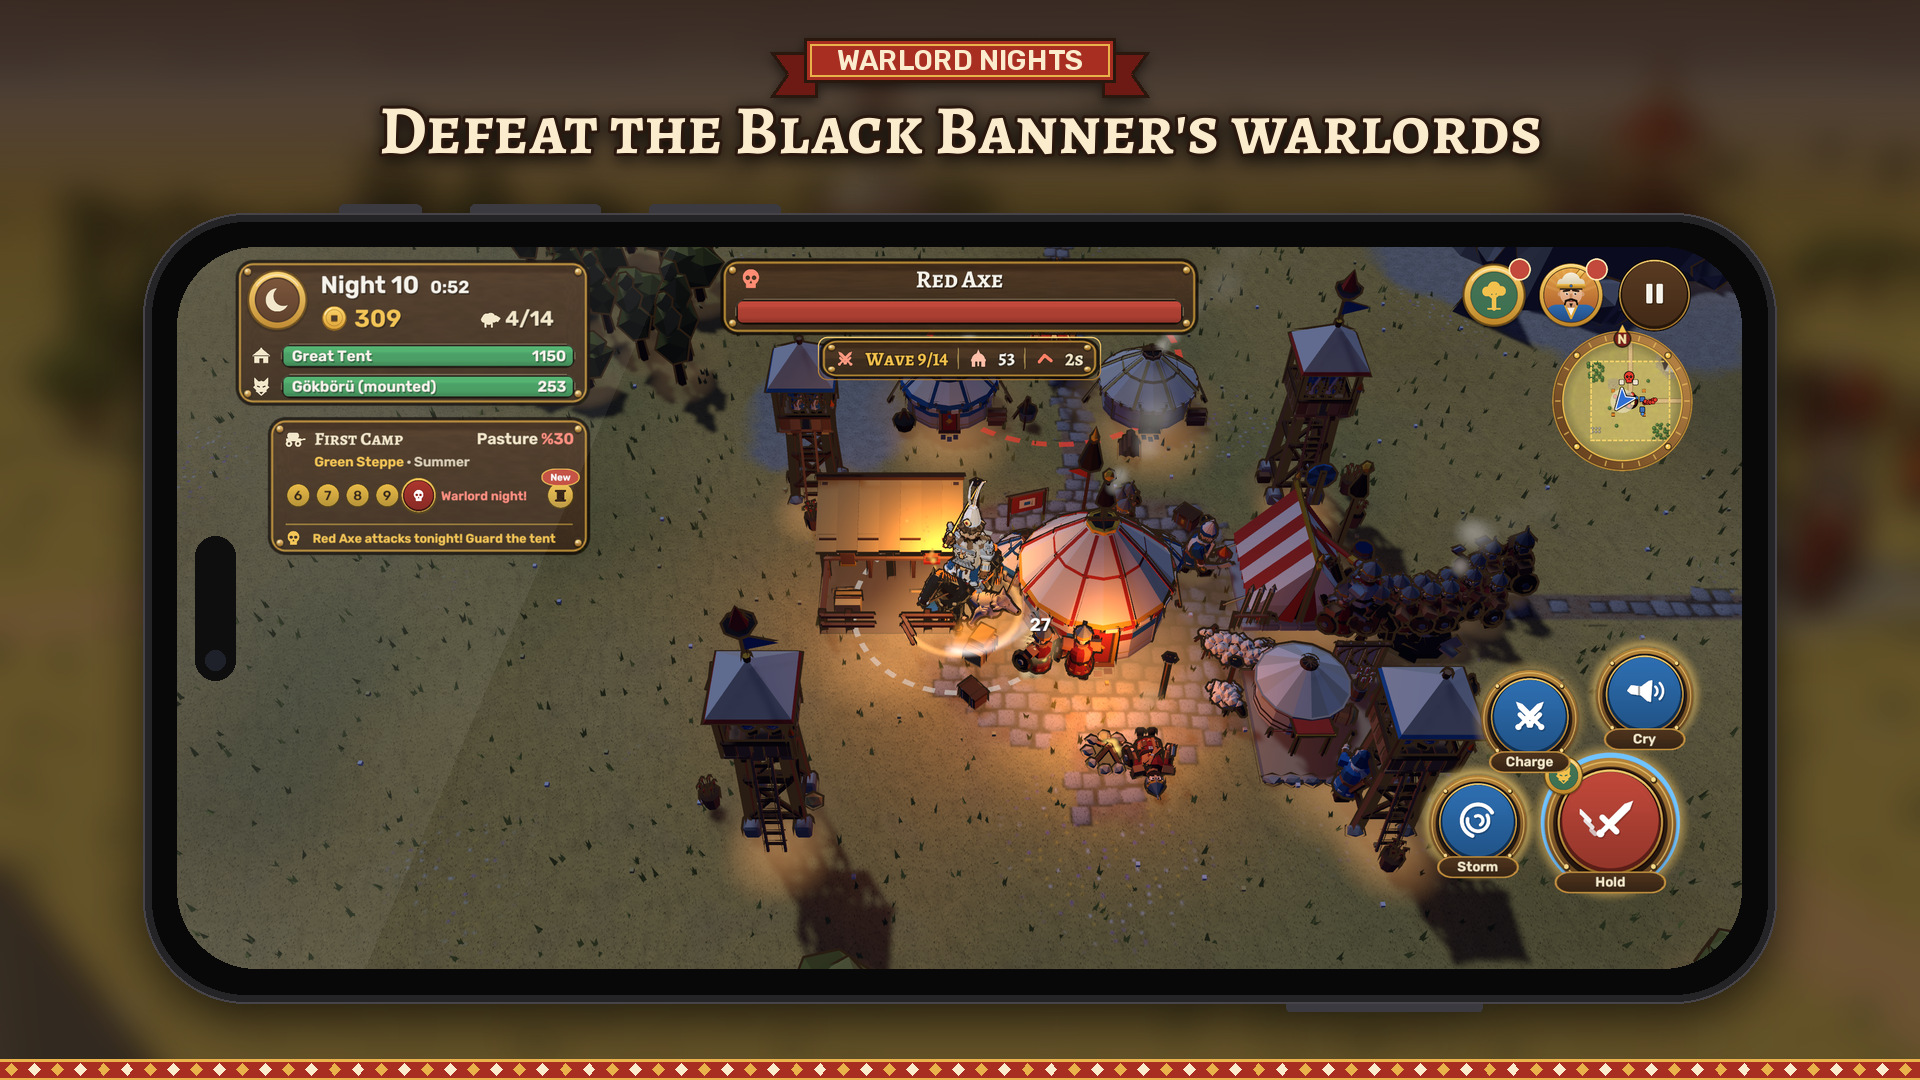 WARLORD NIGHTS
Defeat the Black Banner's warlords
Night 10 0:52
309 4/14
Great Tent 1150
Gökbörü (mounted) 253
First Camp Pasture %30
Green Steppe • Summer
New
6 7 8 9 Warlord night!
Red Axe attacks tonight! Guard the tent
Red Axe
Wave 9/14 53 2s
N
27
Cry
Charge
Storm
Hold